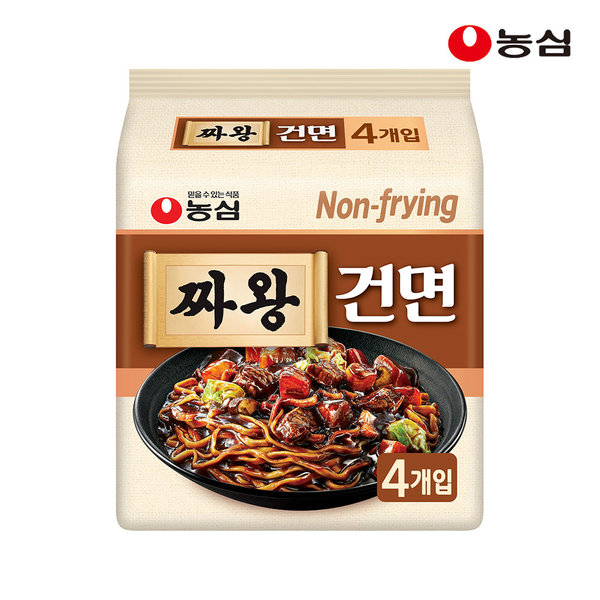 농심
짜왕 건면 4개입
믿을 수 있는 식품
농심
Non-frying
짜왕 건면
4개입